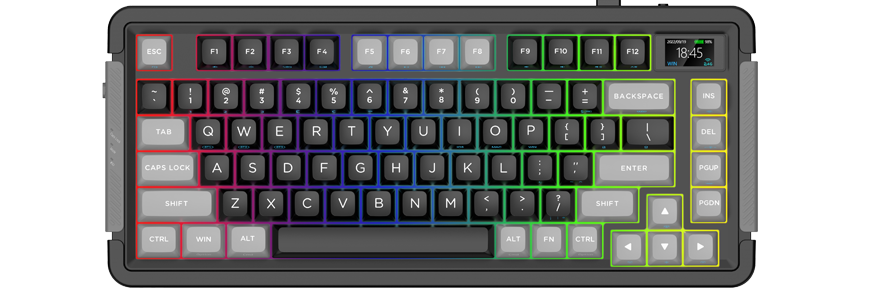 ESC F1 F2 F3 F4 F5 F6 F7 F8 F9 F10 F11 F12 18:45 WIN
~ ` ! 1 @ 2 # 3 $ 4 % 5 ^ 6 & 7 * 8 ( 9 ) 0 — - + = BACKSPACE INS
TAB Q W E R T Y U I O P { [ } ] | \ DEL
CAPS LOCK A S D F G H J K L : ; " ' ENTER PGUP
SHIFT Z X C V B N M < , > . ? / SHIFT ▲ PGDN
CTRL WIN ALT ALT FN CTRL ◀ ▼ ▶